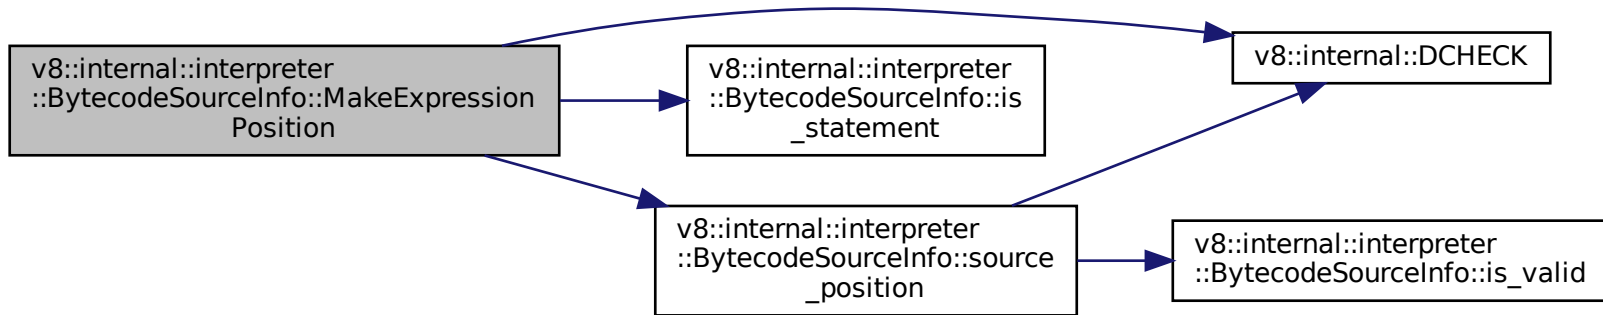 v8::internal::interpreter
::BytecodeSourceInfo::MakeExpression
Position
v8::internal::interpreter
::BytecodeSourceInfo::is
_statement
v8::internal::DCHECK
v8::internal::interpreter
::BytecodeSourceInfo::source
_position
v8::internal::interpreter
::BytecodeSourceInfo::is_valid